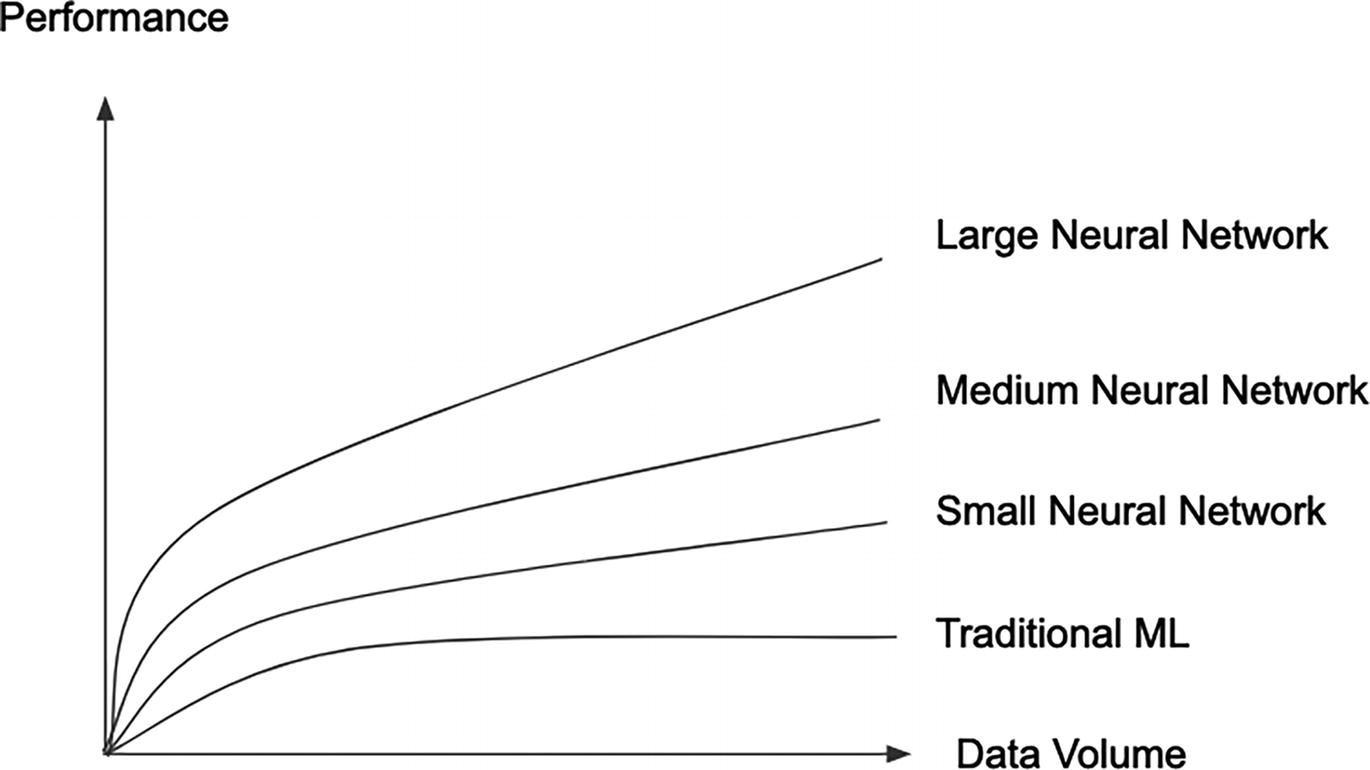 Performance
Large Neural Network
Medium Neural Network
Small Neural Network
Traditional ML
Data Volume